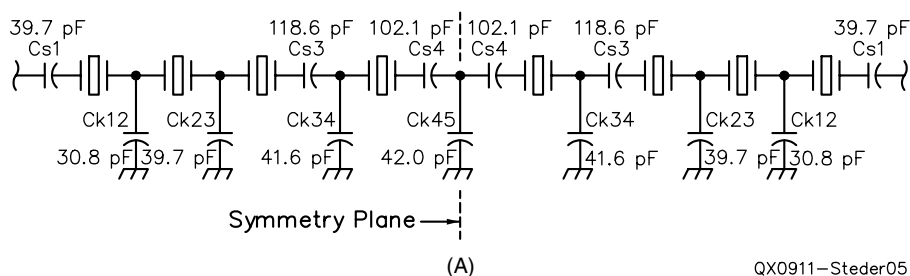 39.7 pF 118.6 pF 102.1 pF 102.1 pF 118.6 pF 39.7 pF
Cs1 Cs3 Cs4 Cs4 Cs3 Cs1
Ck12 Ck23 Ck34 Ck45 Ck34 Ck23 Ck12
30.8 pF 39.7 pF 41.6 pF 42.0 pF 41.6 pF 39.7 pF 30.8 pF
Symmetry Plane
(A)
QX0911-Steder05